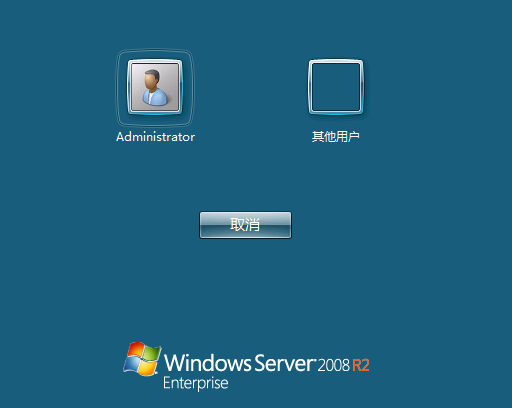 Administrator
其他用户
取消
Windows Server 2008 R2
Enterprise